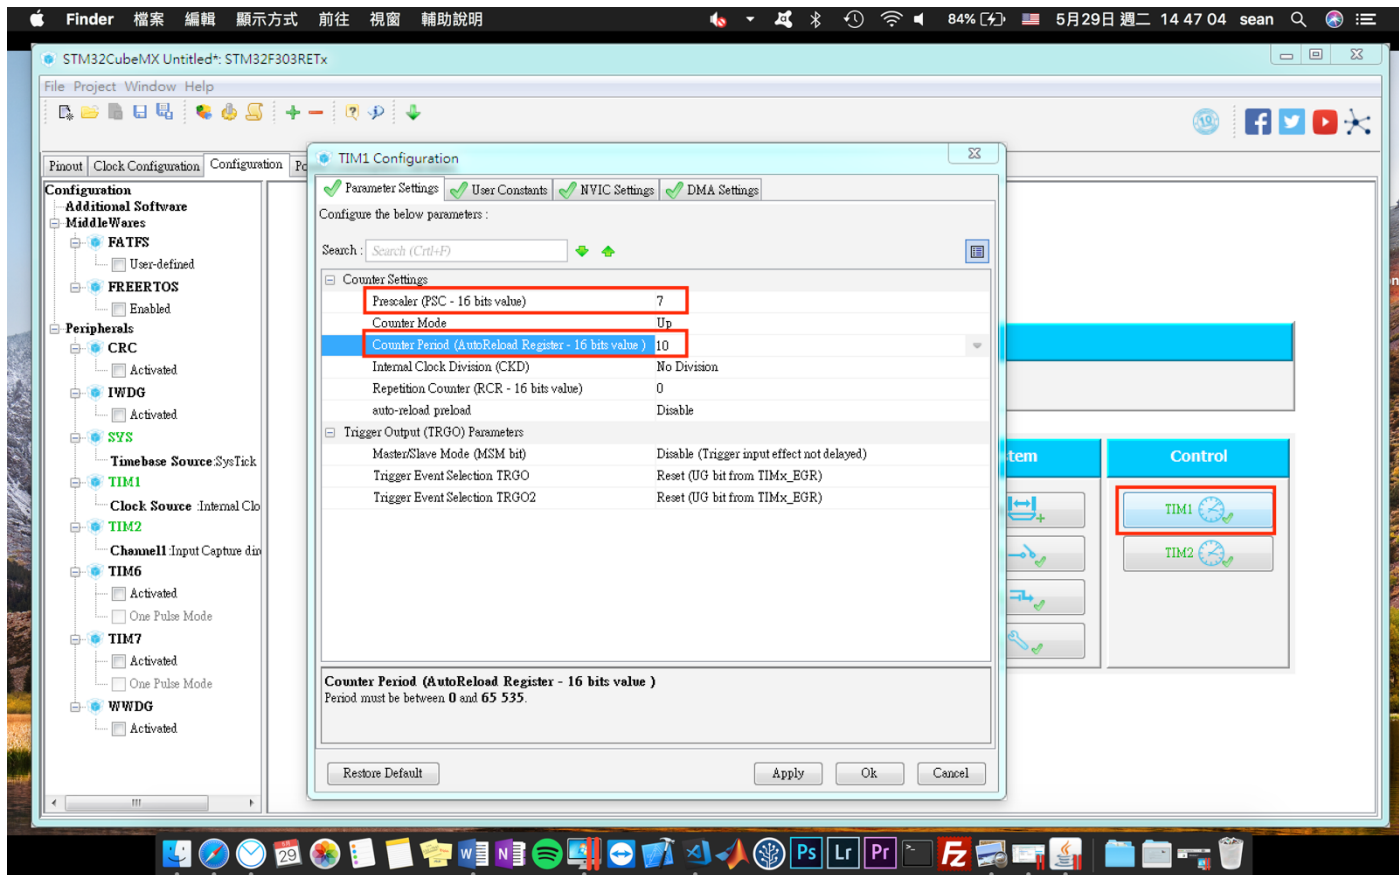 Finder 檔案 編輯 顯示方式 前往 視窗 輔助說明 84% 5月29日 週二 14 47 04 sean
STM32CubeMX Untitled*: STM32F303RETx
File Project Window Help
10
Pinout Clock Configuration Configuration Po
TIM1 Configuration
Parameter Settings User Constants NVIC Settings DMA Settings
Configure the below parameters :
Search : Search (Crtl+F)
Counter Settings
Prescaler (PSC - 16 bits value) 7
Counter Mode Up
Counter Period (AutoReload Register - 16 bits value ) 10
Internal Clock Division (CKD) No Division
Repetition Counter (RCR - 16 bits value) 0
auto-reload preload Disable
Trigger Output (TRGO) Parameters
Master/Slave Mode (MSM bit) Disable (Trigger input effect not delayed)
Trigger Event Selection TRGO Reset (UG bit from TIMx_EGR)
Trigger Event Selection TRGO2 Reset (UG bit from TIMx_EGR)
Counter Period (AutoReload Register - 16 bits value )
Period must be between 0 and 65 535.
Restore Default Apply Ok Cancel
Configuration
Additional Software
MiddleWares
FATFS
User-defined
FREERTOS
Enabled
Peripherals
CRC
Activated
IWDG
Activated
SYS
Timebase Source:SysTick
TIM1
Clock Source :Internal Clo
TIM2
Channel1 :Input Capture dire
TIM6
Activated
One Pulse Mode
TIM7
Activated
One Pulse Mode
WWDG
Activated
tem
Control
TIM1
TIM2
29
Ps Lr Pr